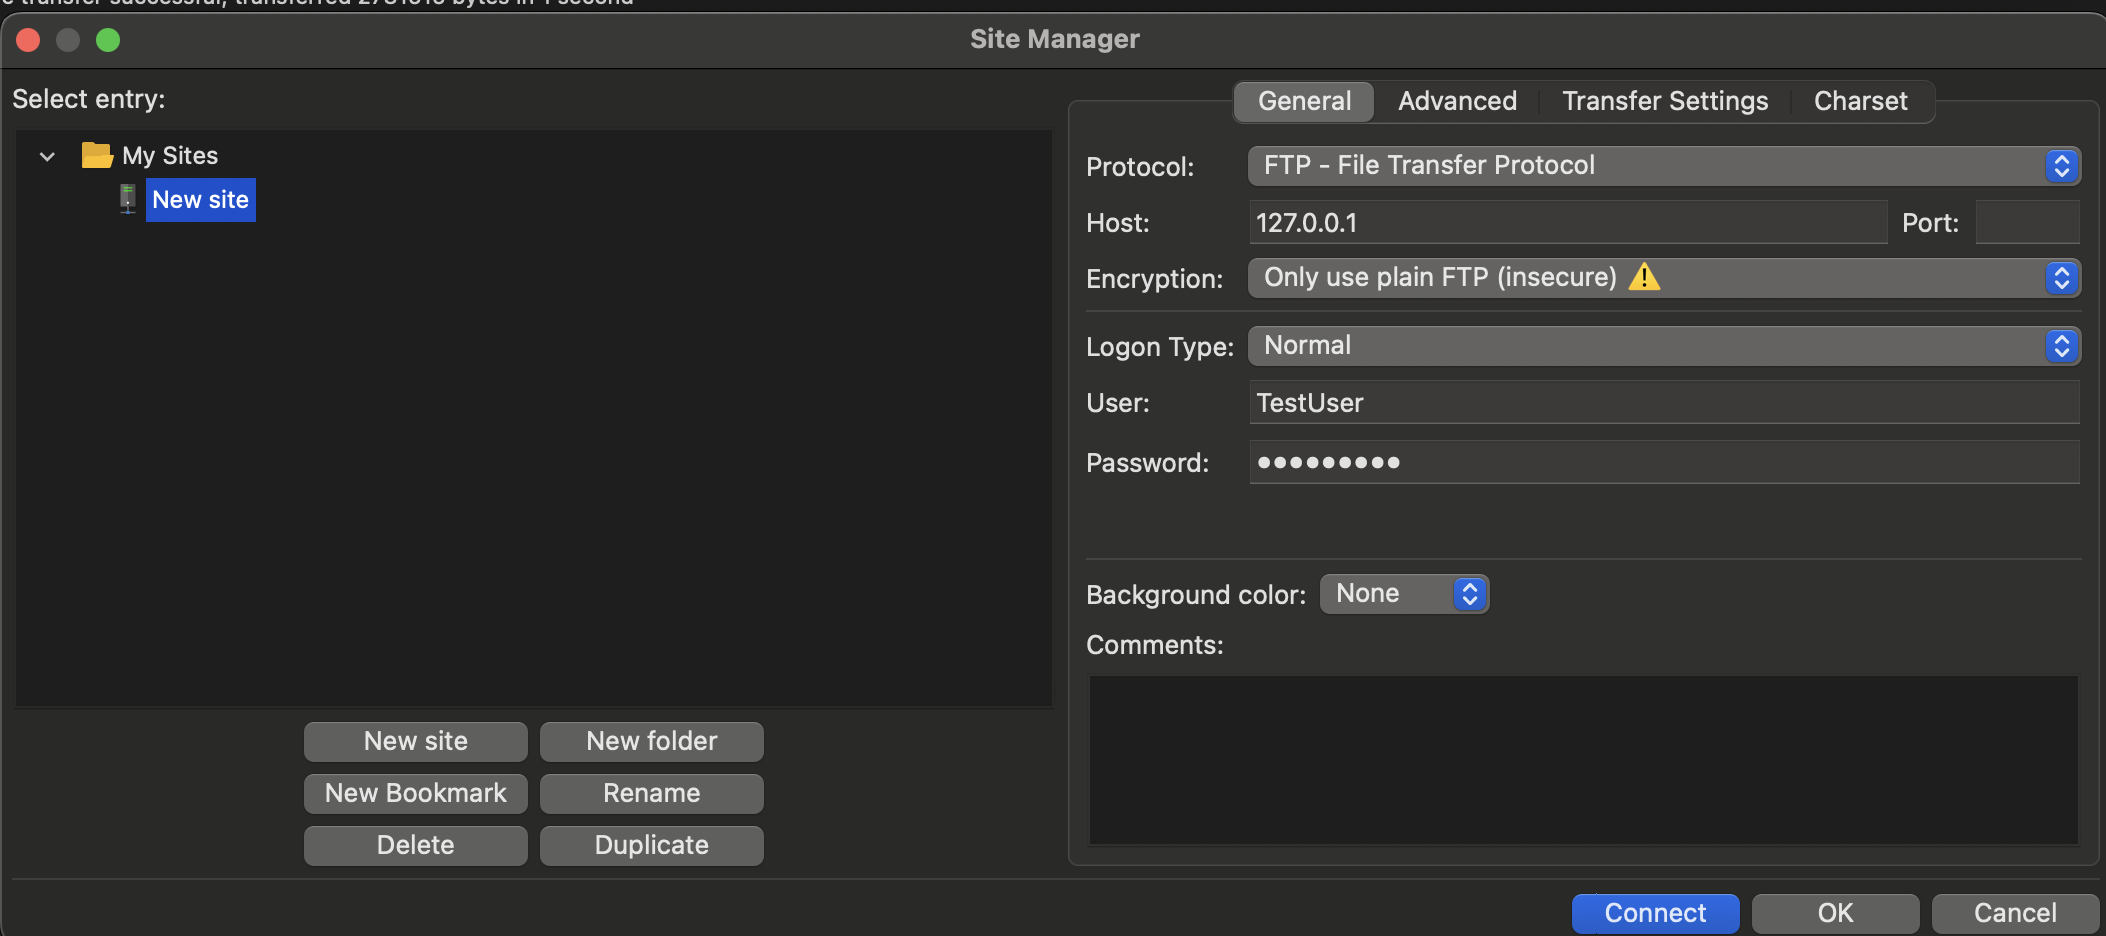 transfer successful, transferred
bytes in 1 second
Site Manager
Select entry:
My Sites
New site
New site
New folder
New Bookmark
Rename
Delete
Duplicate
General
Advanced
Transfer Settings
Charset
Protocol:
FTP - File Transfer Protocol
Host:
127.0.0.1
Port:
Encryption:
Only use plain FTP (insecure)
Logon Type:
Normal
User:
TestUser
Password:
●●●●●●●●●
Background color:
None
Comments:
Connect
OK
Cancel